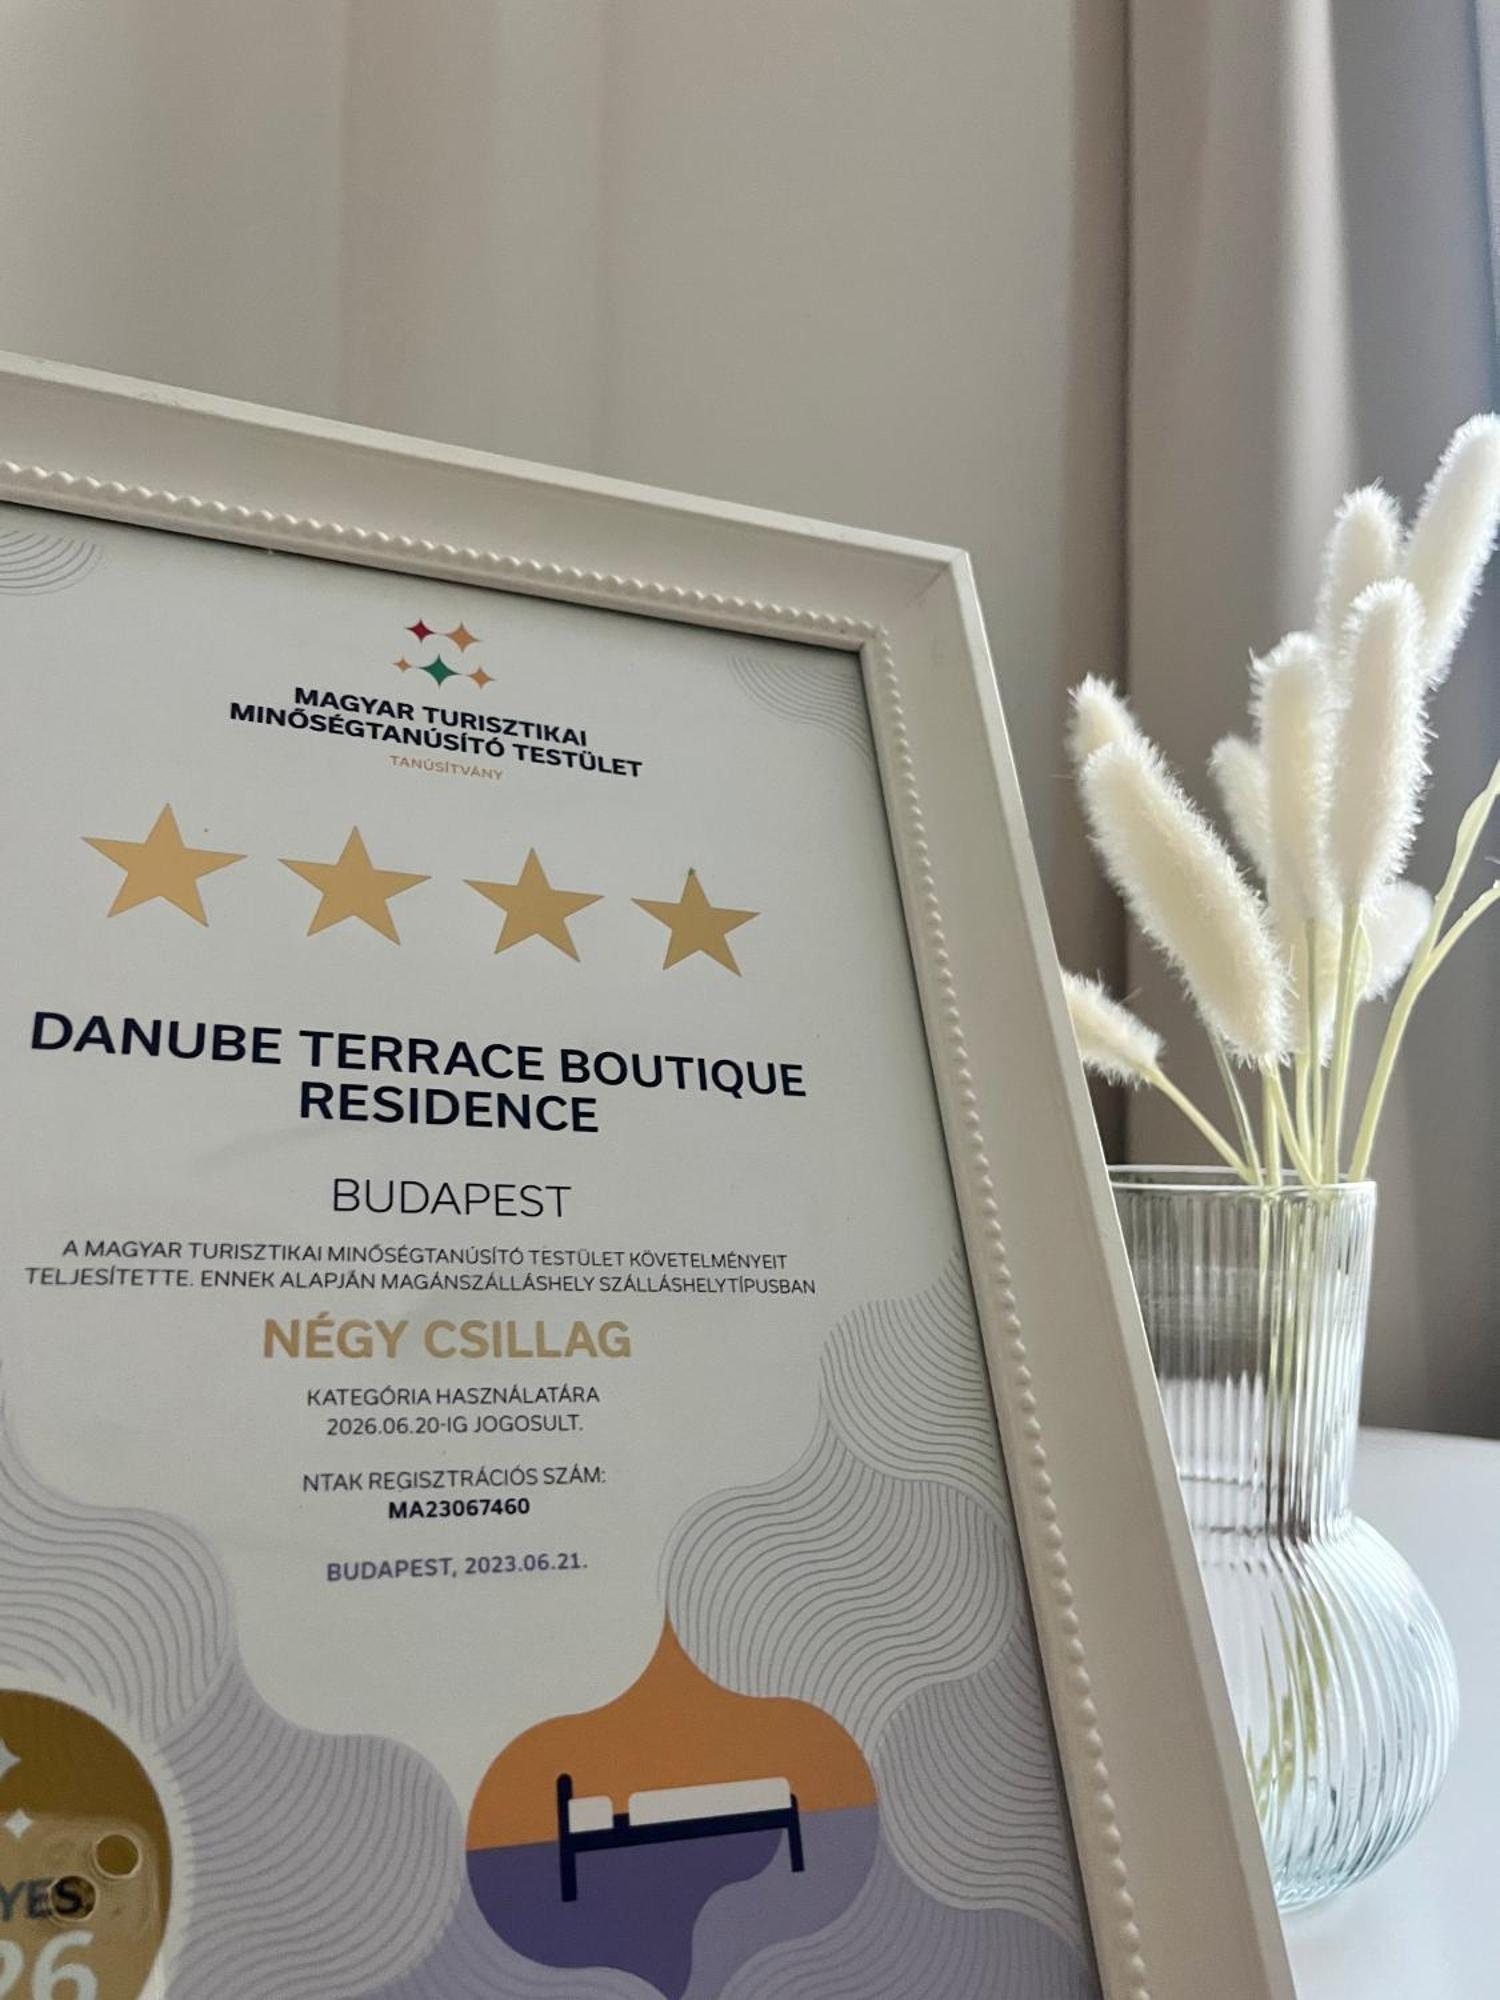 MAGYAR TURISZTIKAI
MINŐSÉGTANÚSÍTÓ TESTÜLET
TANÚSÍTVÁNY
DANUBE TERRACE BOUTIQUE
RESIDENCE
BUDAPEST
A MAGYAR TURISZTIKAI MINŐSÉGTANÚSÍTÓ TESTÜLET KÖVETELMÉNYEIT
TELJESÍTETTE. ENNEK ALAPJÁN MAGÁNSZÁLLÁSHELY SZÁLLÁSHELYTÍPUSBAN
NÉGY CSILLAG
KATEGÓRIA HASZNÁLATÁRA
2026.06.20-IG JOGOSULT.
NTAK REGISZTRÁCIÓS SZÁM:
MA23067460
BUDAPEST, 2023.06.21.